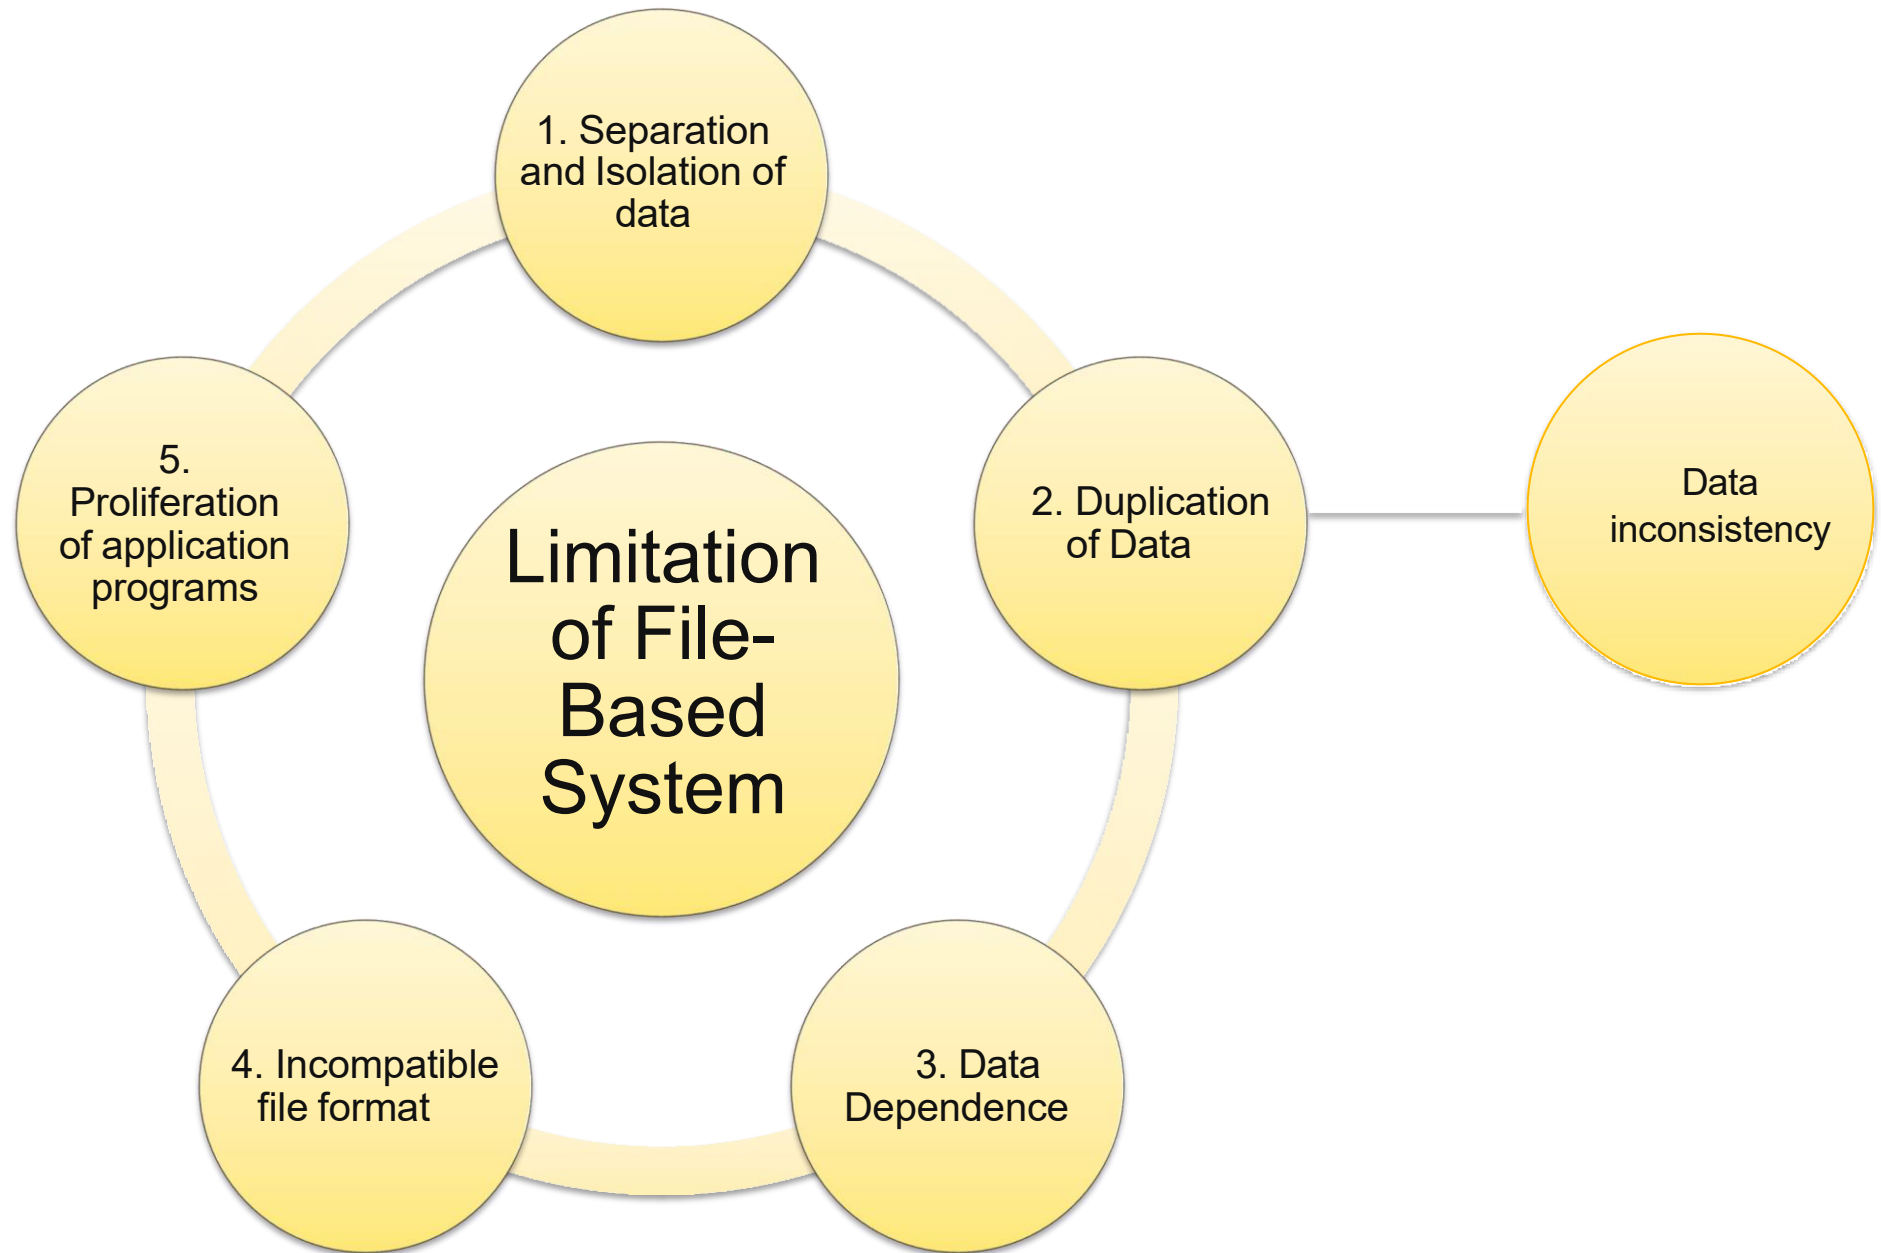 1. Separation
and Isolation of
data
2. Duplication
of Data
Data
inconsistency
3. Data
Dependence
4. Incompatible
file format
5.
Proliferation
of application
programs
Limitation
of File-
Based
System